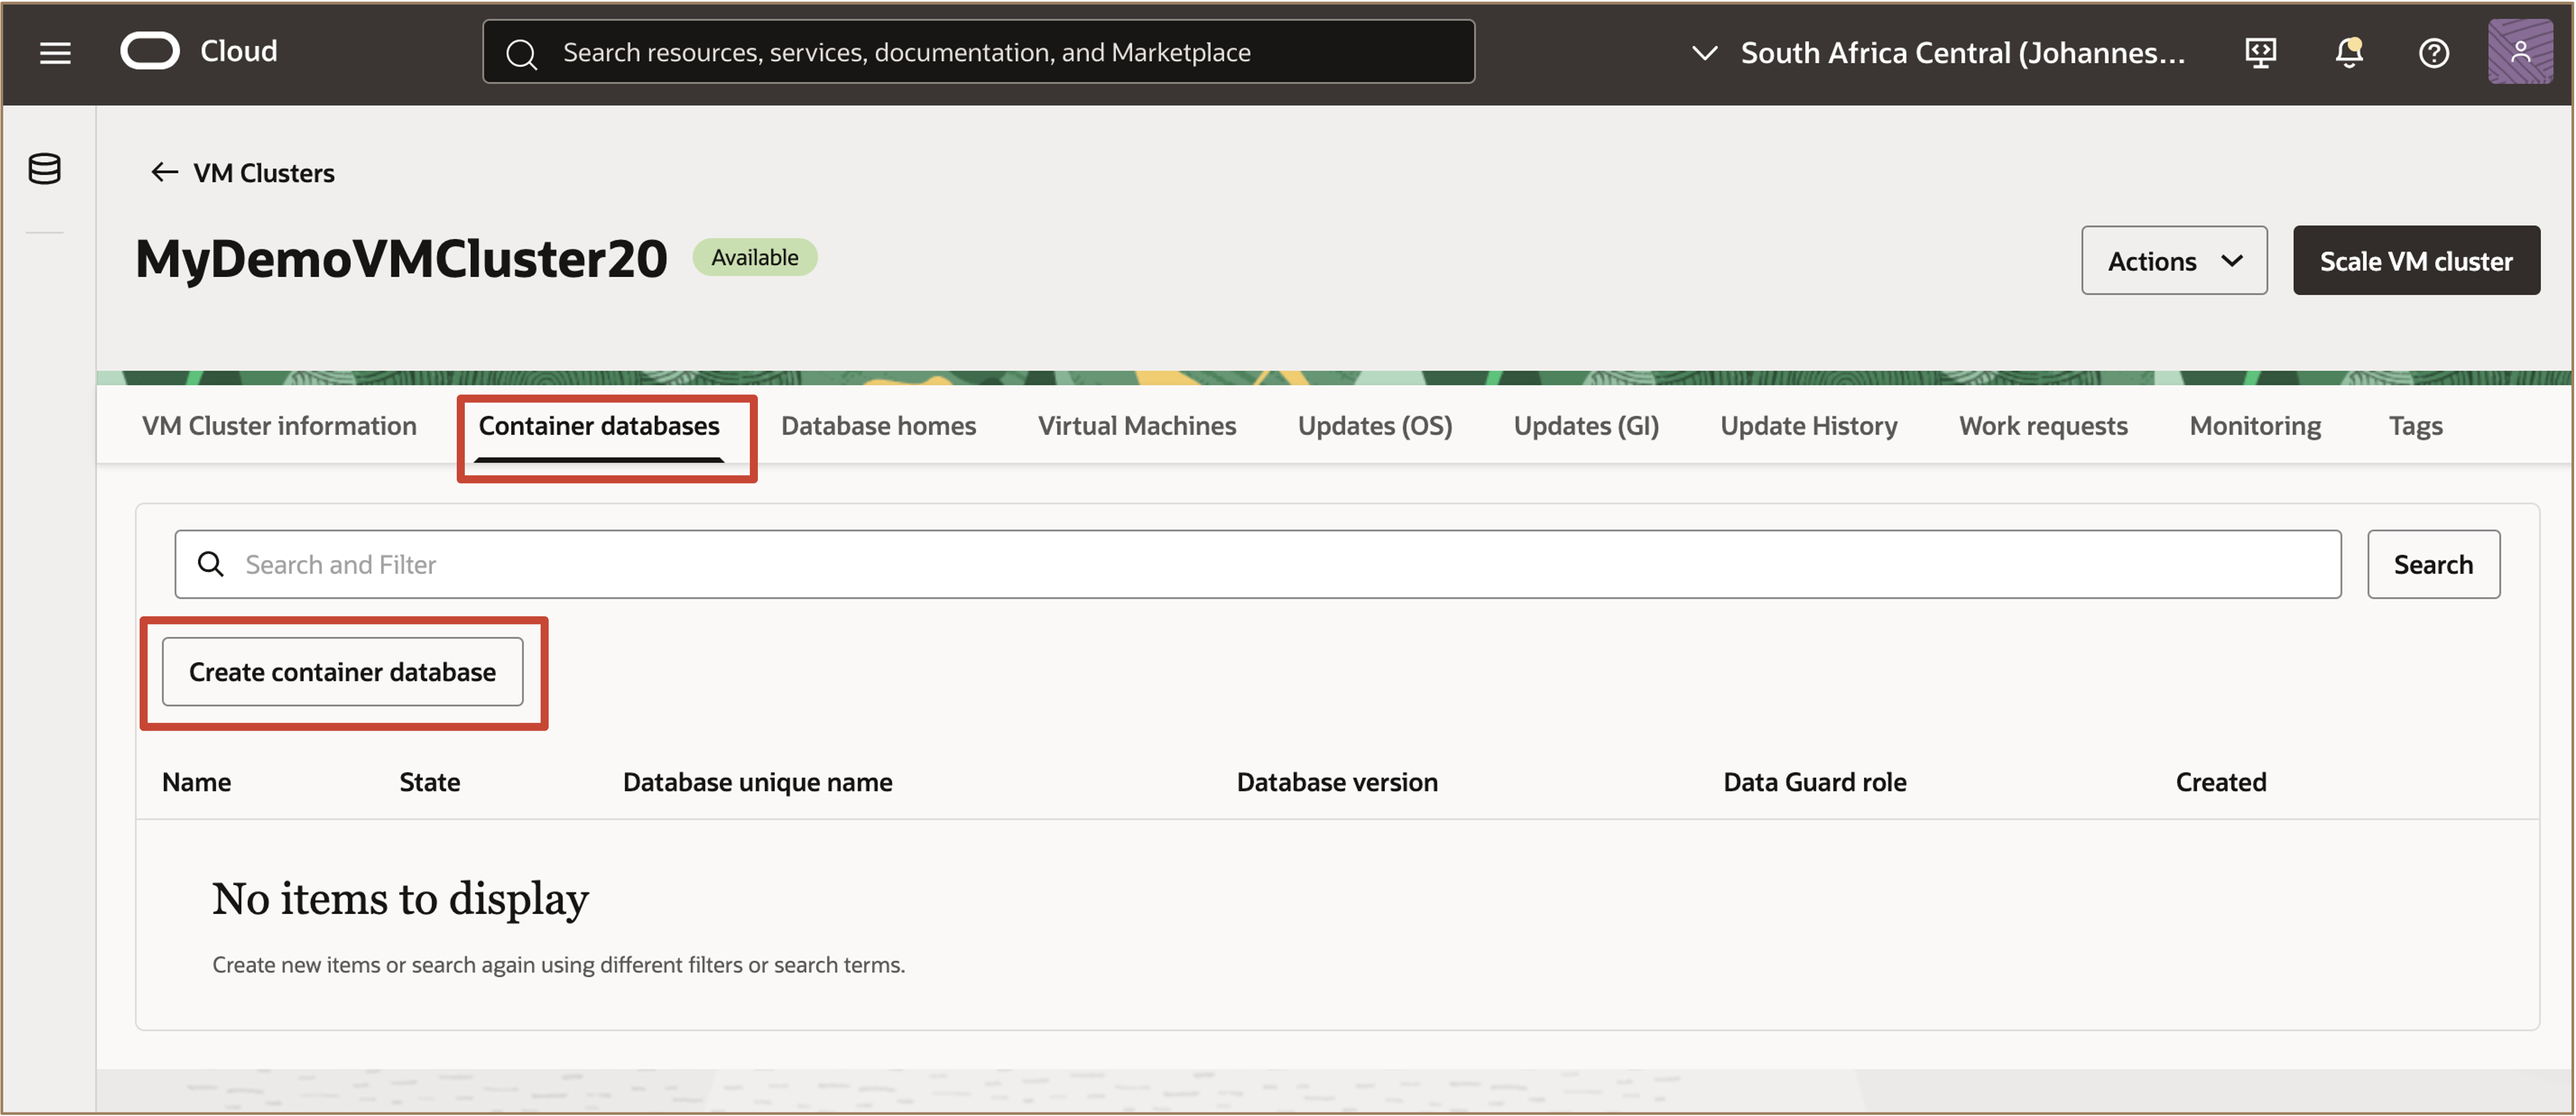 Cloud
Search resources, services, documentation, and Marketplace
South Africa Central (Johannes...
VM Clusters
MyDemoVMCluster20
Available
Actions
Scale VM cluster
VM Cluster information
Container databases
Database homes
Virtual Machines
Updates (OS)
Updates (GI)
Update History
Work requests
Monitoring
Tags
Search and Filter
Search
Create container database
Name
State
Database unique name
Database version
Data Guard role
Created
No items to display
Create new items or search again using different filters or search terms.